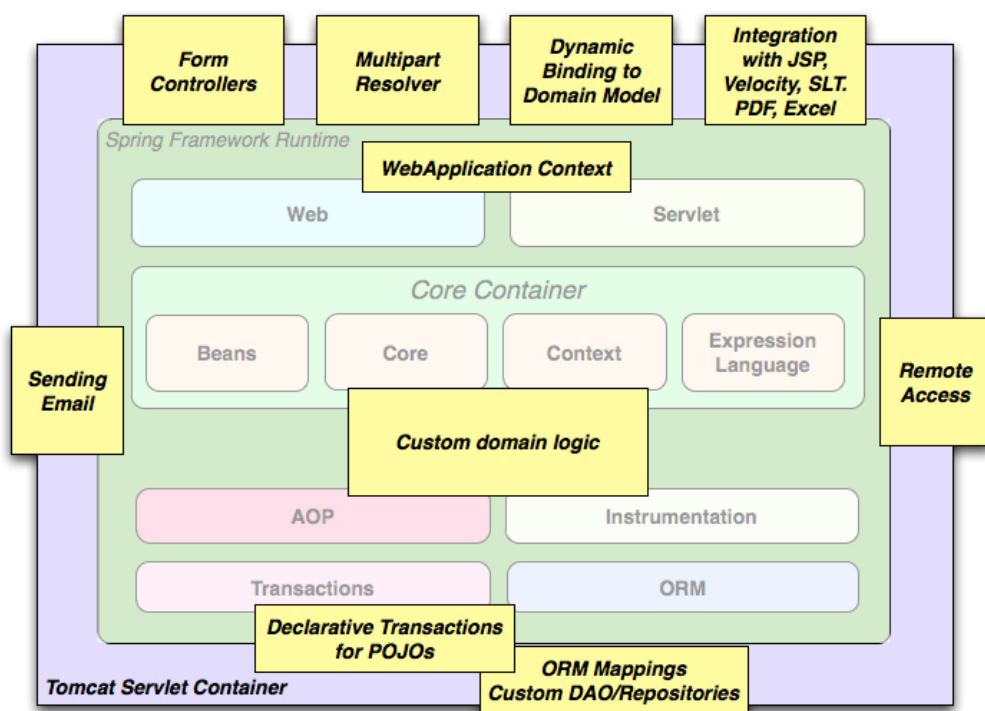 Form
Controllers
Multipart
Resolver
Dynamic
Binding to
Domain Model
Integration
with JSP,
Velocity, SLT.
PDF, Excel
Spring Framework Runtime
WebApplication Context
Web
Servlet
Core Container
Beans
Core
Context
Expression
Language
Sending
Email
Remote
Access
Custom domain logic
AOP
Instrumentation
Transactions
ORM
Declarative Transactions
for POJOs
ORM Mappings
Custom DAO/Repositories
Tomcat Servlet Container